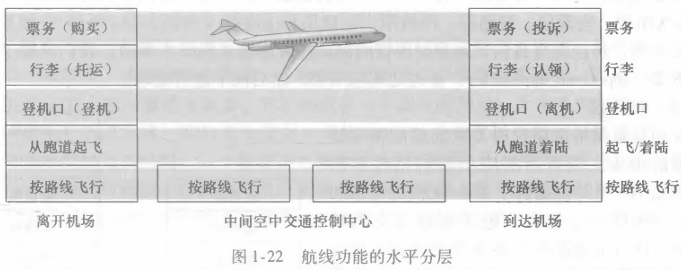 票务（购买） 票务（投诉） 票务
行李（托运） 行李（认领） 行李
登机口（登机） 登机口（离机） 登机口
从跑道起飞 从跑道着陆 起飞/着陆
按路线飞行 按路线飞行 按路线飞行 按路线飞行 按路线飞行
离开机场 中间空中交通控制中心 到达机场
图1-22 航线功能的水平分层